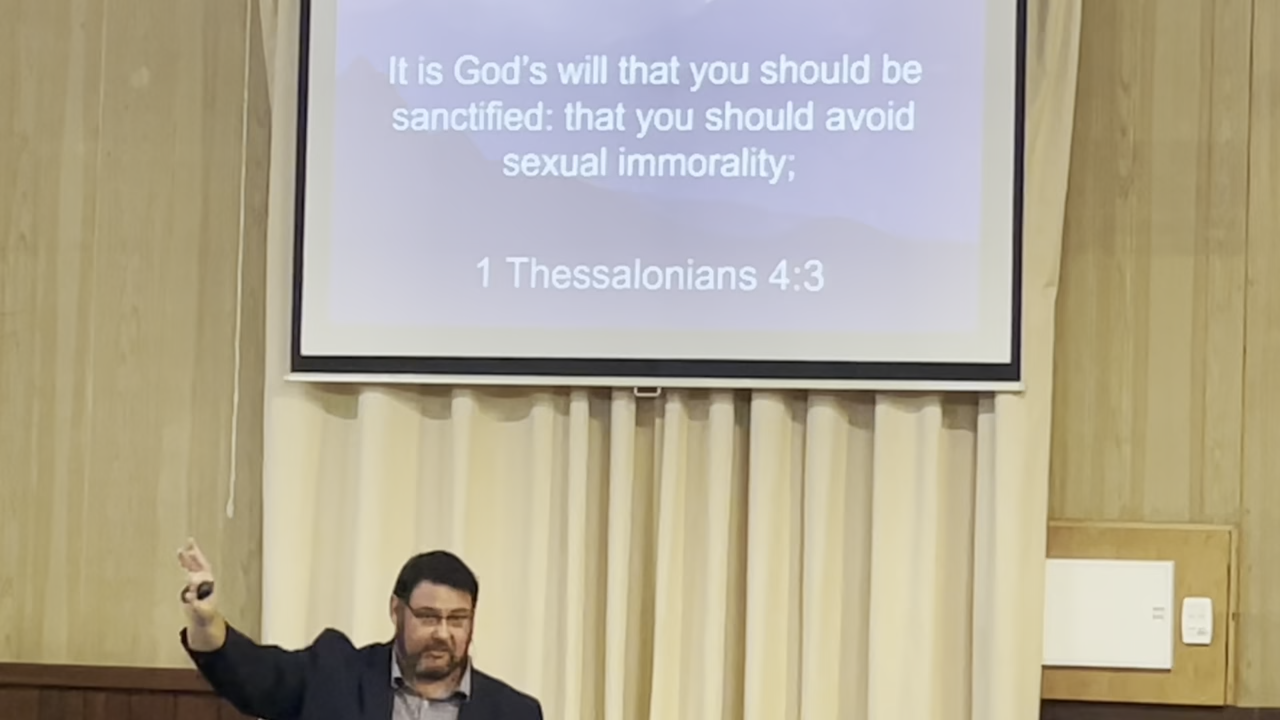 It is God's will that you should be
sanctified: that you should avoid
sexual immorality;
1 Thessalonians 4:3